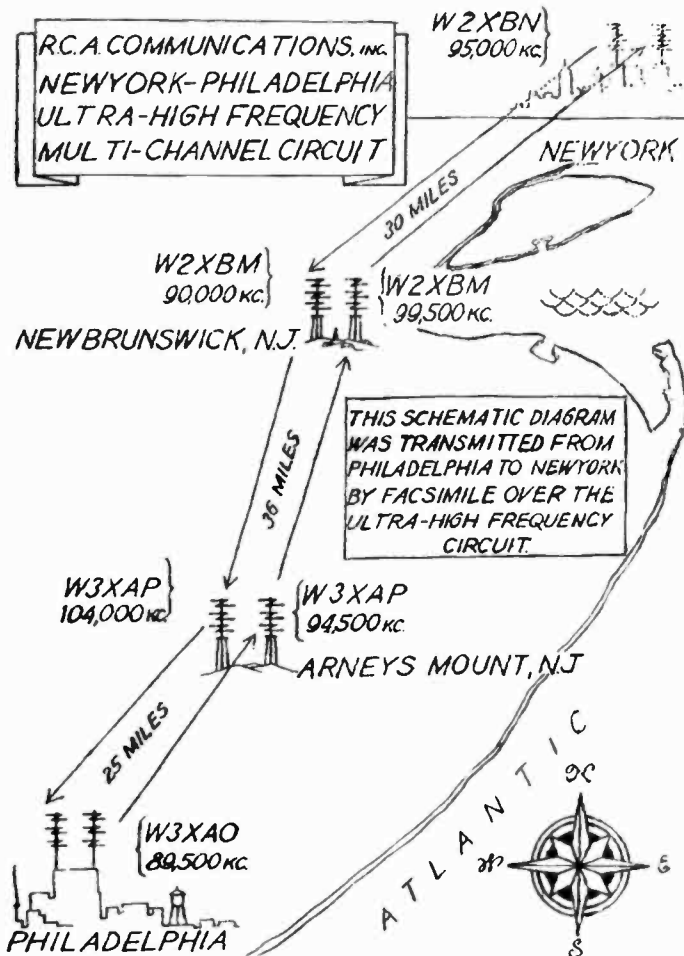 R.C.A. COMMUNICATIONS, INC.
NEWYORK-PHILADELPHIA
ULTRA-HIGH FREQUENCY
MULTI-CHANNEL CIRCUIT
W2XBN
95,000 KC.
NEWYORK
30 MILES
W2XBM
90,000 KC.
W2XBM
99,500 KC.
NEWBRUNSWICK, N.J.
36 MILES
THIS SCHEMATIC DIAGRAM
WAS TRANSMITTED FROM
PHILADELPHIA TO NEWYORK
BY FACSIMILE OVER THE
ULTRA-HIGH FREQUENCY
CIRCUIT.
W3XAP
104,000 KC.
W3XAP
94,500 KC.
ARNEYS MOUNT, N.J
25 MILES
W3XAO
89,500 KC.
PHILADELPHIA
ATLANTIC
N
W
E
S